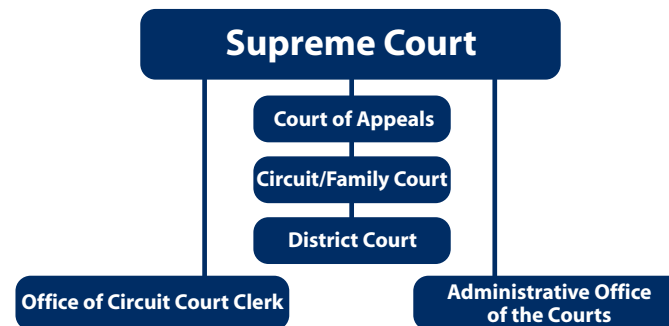 Supreme Court
Court of Appeals
Circuit/Family Court
District Court
Office of Circuit Court Clerk
Administrative Office
of the Courts